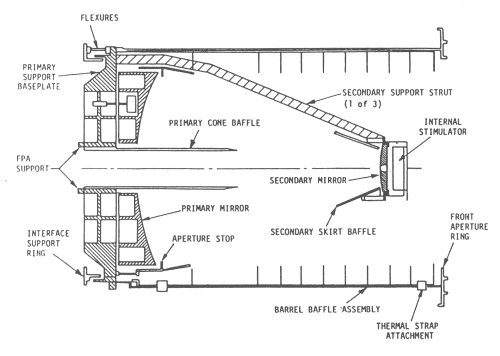 FLEXURES
PRIMARY
SUPPORT
BASEPLATE
SECONDARY SUPPORT STRUT
(1 of 3)
INTERNAL
STIMULATOR
PRIMARY CONE BAFFLE
FPA
SUPPORT
SECONDARY MIRROR
PRIMARY MIRROR
SECONDARY SKIRT BAFFLE
FRONT
APERTURE
RING
INTERFACE
SUPPORT
RING
APERTURE STOP
BARREL BAFFLE ASSEMBLY
THERMAL STRAP
ATTACHMENT